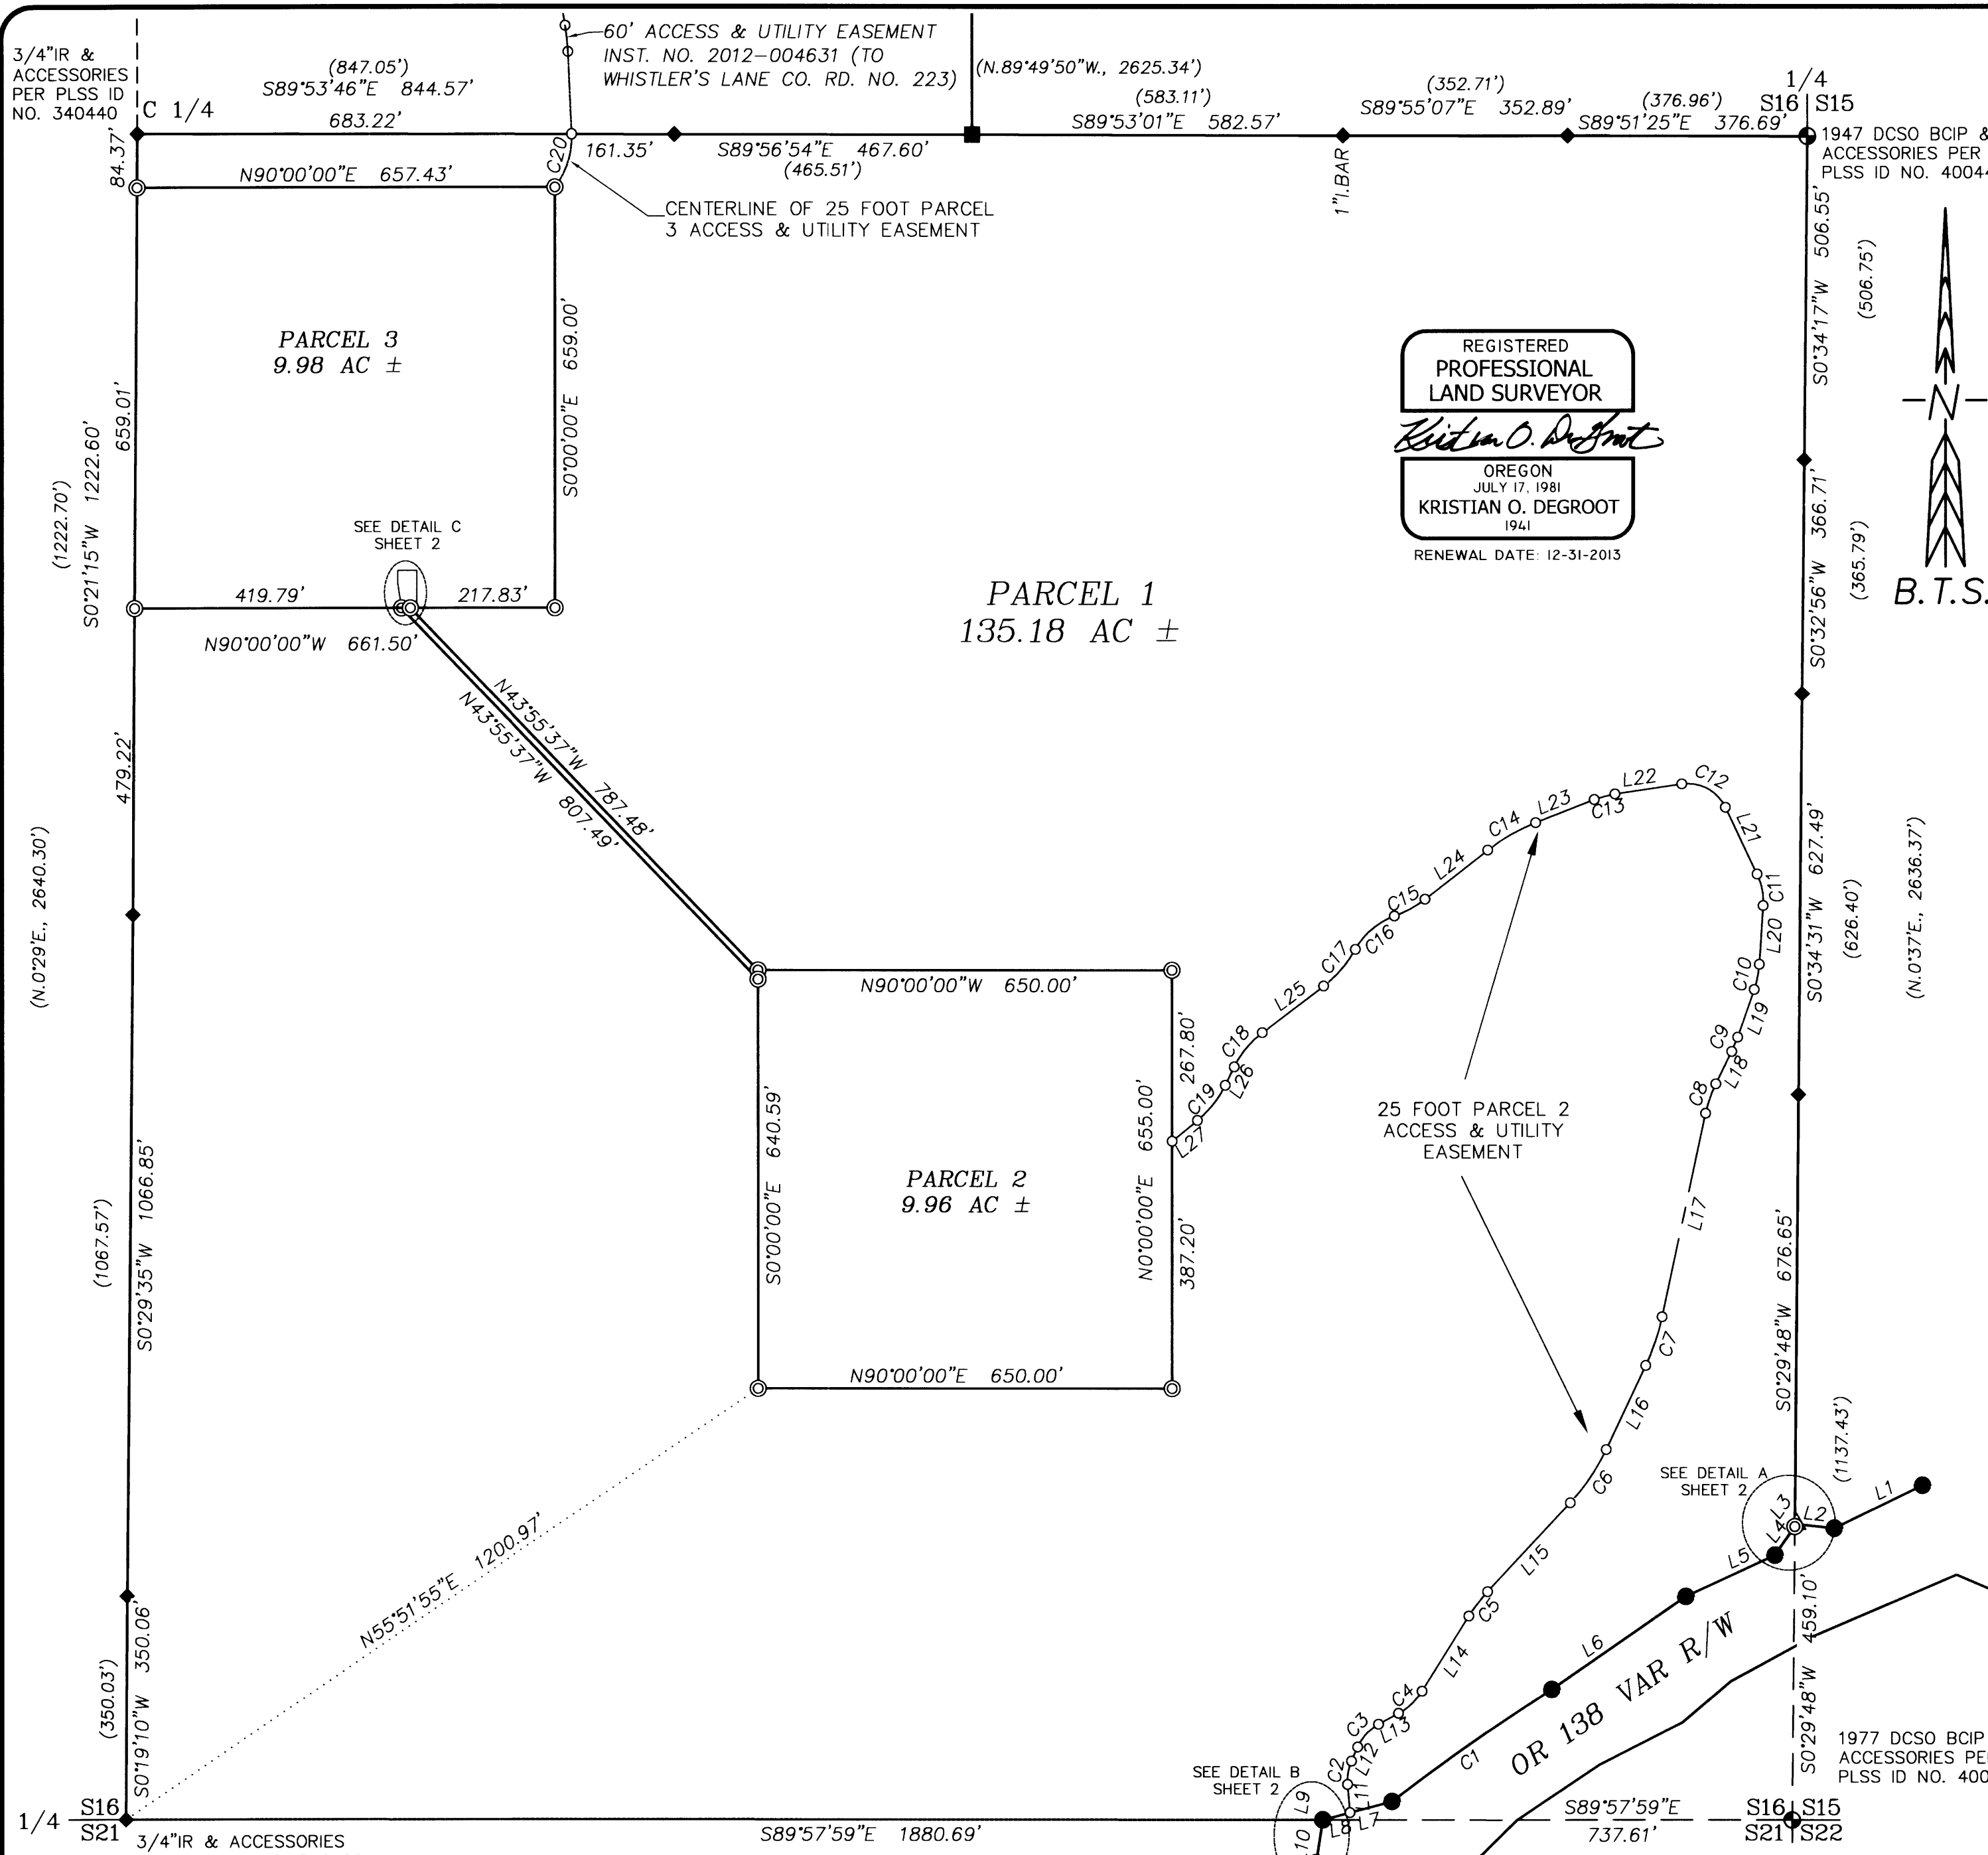 3/4"IR &
ACCESSORIES
PER PLSS ID
NO. 340440
C 1/4
(847.05')
S89°53'46"E 844.57'
683.22'
60' ACCESS & UTILITY EASEMENT
INST. NO. 2012-004631 (TO
WHISTLER'S LANE CO. RD. NO. 223)
(N.89°49'50"W., 2625.34')
(583.11')
S89°53'01"E 582.57'
(352.71')
S89°55'07"E 352.89'
(376.96')
S89°51'25"E 376.69'
1/4
S16 S15
1947 DCSO BCIP &
ACCESSORIES PER
PLSS ID NO. 40044
84.37'
N90°00'00"E 657.43'
C20
161.35'
S89°56'54"E 467.60'
(465.51')
1"I.BAR
CENTERLINE OF 25 FOOT PARCEL
3 ACCESS & UTILITY EASEMENT
S0°34'17"W 506.55'
(506.75')
PARCEL 3
9.98 AC ±
659.01'
S0°00'00"E 659.00'
(1222.70')
S0°21'15"W 1222.60'
SEE DETAIL C
SHEET 2
419.79'
217.83'
N90°00'00"W 661.50'
REGISTERED
PROFESSIONAL
LAND SURVEYOR
Kristian O. DeGroot
OREGON
JULY 17, 1981
KRISTIAN O. DEGROOT
1941
RENEWAL DATE: 12-31-2013
N
B.T.S.
S0°32'56"W 366.71'
(365.79')
PARCEL 1
135.18 AC ±
N43°55'37"W 787.48'
N43°55'37"W 807.49'
479.22'
(N.0°29'E., 2640.30')
S0°34'31"W 627.49'
(626.40')
(N.0°37'E., 2636.37')
C12
L22
C13
L23
C14
L24
C15
C16
C17
L25
C18
L26
C19
L27
L21
C11
L20
C10
L19
C9
L18
C8
L17
C7
L16
C6
L15
C5
L14
C4
L13
C3
L12
C2
L11
N90°00'00"W 650.00'
267.80'
N0°00'00"E 655.00'
387.20'
S0°00'00"E 640.59'
PARCEL 2
9.96 AC ±
N90°00'00"E 650.00'
25 FOOT PARCEL 2
ACCESS & UTILITY
EASEMENT
(1067.57')
S0°29'35"W 1066.85'
S0°29'48"W 676.65'
(1137.43')
SEE DETAIL A
SHEET 2
L3
L2
L1
L4
L5
L6
C1
OR 138 VAR R/W
S0°29'48"W 459.10'
N55°51'55"E 1200.97'
(350.03')
S0°19'10"W 350.06'
SEE DETAIL B
SHEET 2
L9
L10
L8
L7
1977 DCSO BCIP
ACCESSORIES PE
PLSS ID NO. 400
1/4
S16
S21
3/4"IR & ACCESSORIES
S89°57'59"E 1880.69'
S89°57'59"E
737.61'
S16 S15
S21 S22